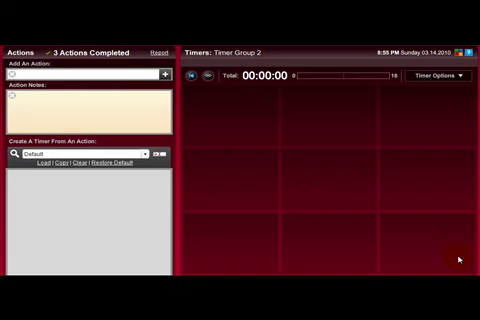 Actions ✓ 3 Actions Completed Report
Add An Action:
Action Notes:
Create A Timer From An Action:
Default
Load | Copy | Clear | Restore Default
Timers: Timer Group 2 8:55 PM Sunday 03.14.2010 ?
Total: 00:00:00 0 16 Timer Options ▼